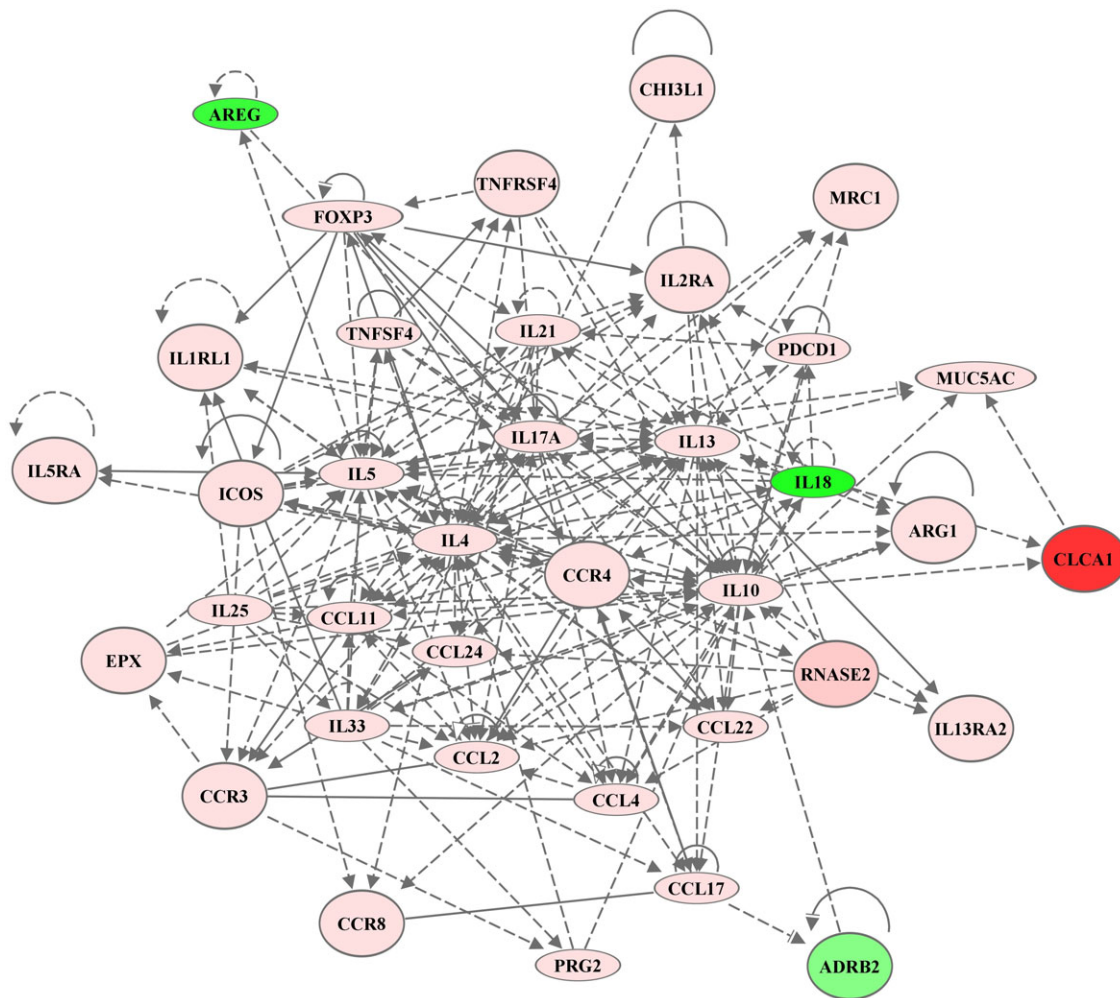 CHI3L1
AREG
TNFRSF4
MRC1
FOXP3
IL2RA
TNFSF4
IL21
PDCD1
IL1RL1
MUC5AC
IL17A
IL13
IL5RA
IL5
IL18
ICOS
ARG1
IL4
CLCA1
CCR4
IL10
IL25
CCL11
CCL24
EPX
RNASE2
IL33
CCL22
IL13RA2
CCL2
CCR3
CCL4
CCL17
CCR8
PRG2
ADRB2